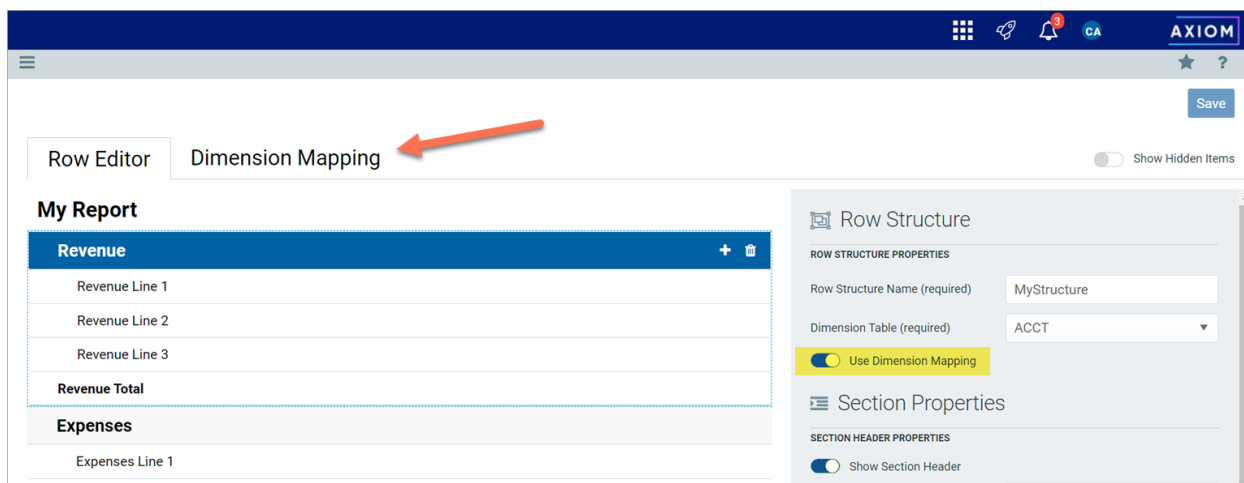 3
CA
AXIOM
?
Save
Row Editor
Dimension Mapping
Show Hidden Items
My Report
Revenue
Revenue Line 1
Revenue Line 2
Revenue Line 3
Revenue Total
Expenses
Expenses Line 1
Row Structure
ROW STRUCTURE PROPERTIES
Row Structure Name (required) MyStructure
Dimension Table (required) ACCT
Use Dimension Mapping
Section Properties
SECTION HEADER PROPERTIES
Show Section Header